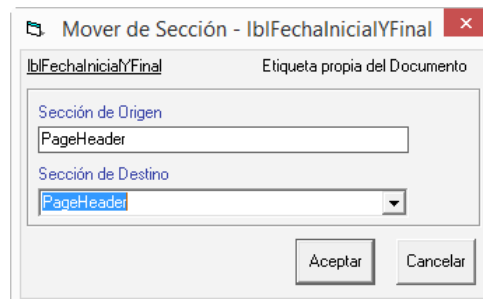 Mover de Sección - lblFechaInicialYFinal
lblFechaInicialYFinal Etiqueta propia del Documento
Sección de Origen
PageHeader
Sección de Destino
PageHeader
Aceptar Cancelar